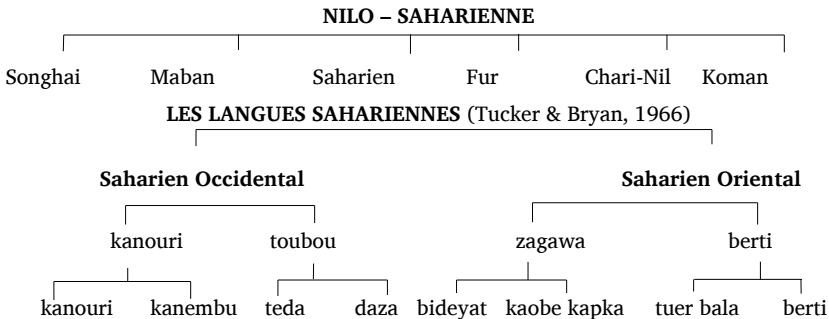 NILO – SAHARIENNE
Songhai Maban Saharien Fur Chari-Nil Koman
LES LANGUES SAHARIENNES (Tucker & Bryan, 1966)
Saharien Occidental Saharien Oriental
kanouri toubou zagawa berti
kanouri kanembu teda daza bideyat kaobe kapka tuer bala berti